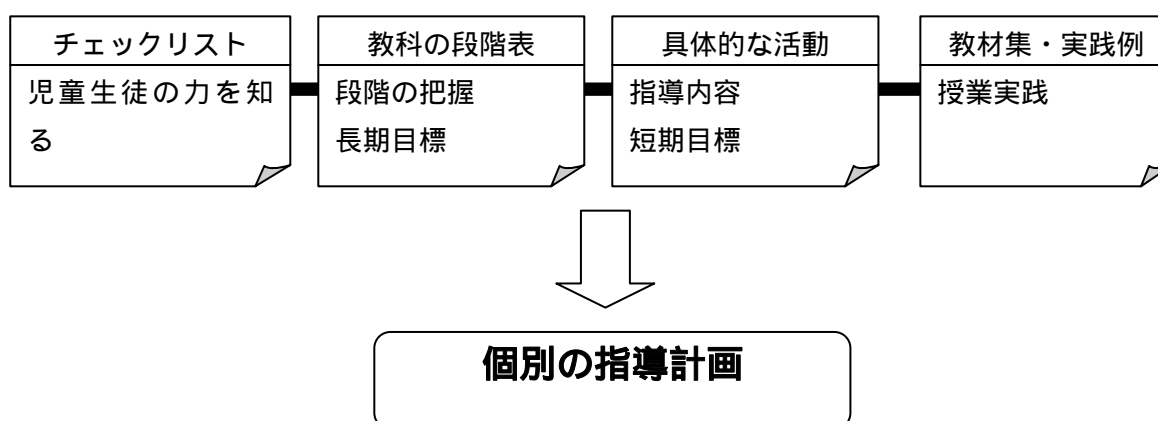 チェックリスト
児童生徒の力を知
る
教科の段階表
段階の把握
長期目標
具体的な活動
指導内容
短期目標
教材集・実践例
授業実践
個別の指導計画